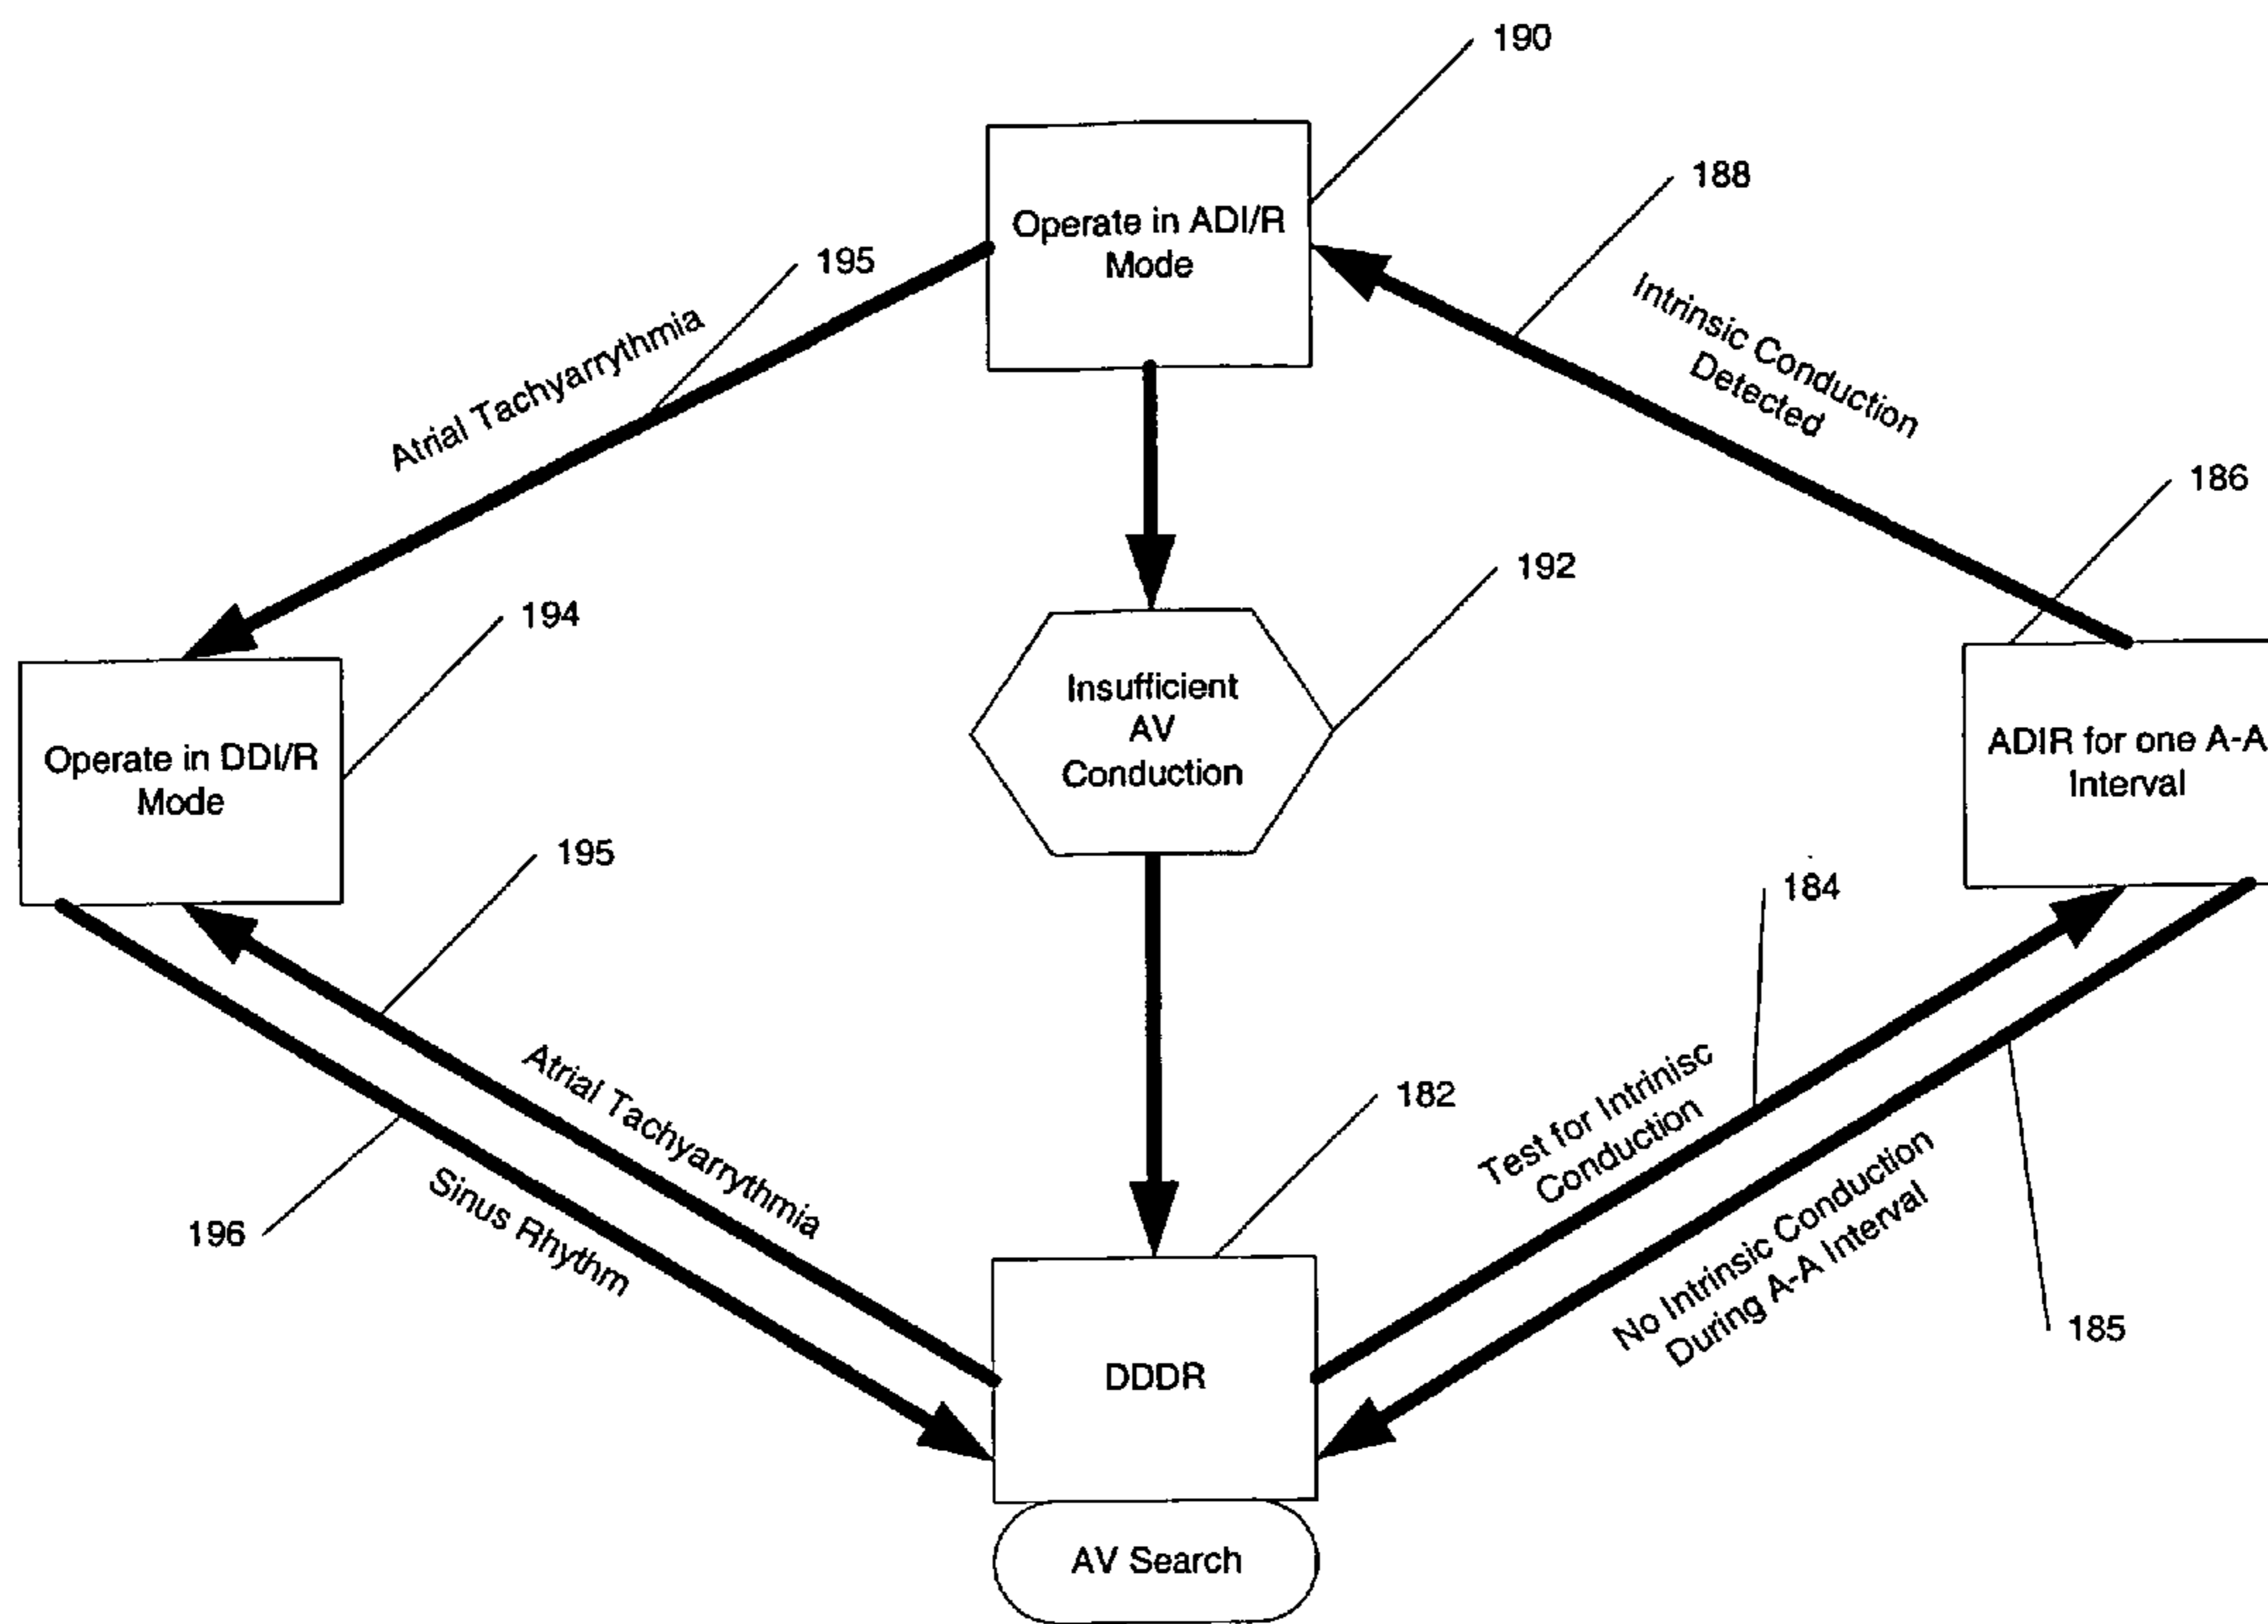 190
Operate in ADI/R
Mode
188
195
Atrial Tachyarrythmia
Intrinsic Conduction
Detected
186
192
194
Insufficient
AV
Conduction
Operate in DDI/R
Mode
ADIR for one A-A
Interval
195
184
Atrial Tachyarrythmia
Sinus Rhythm
196
182
Test for Intrinisc
Conduction
No Intrinsic Conduction
During A-A Interval
185
DDDR
AV Search